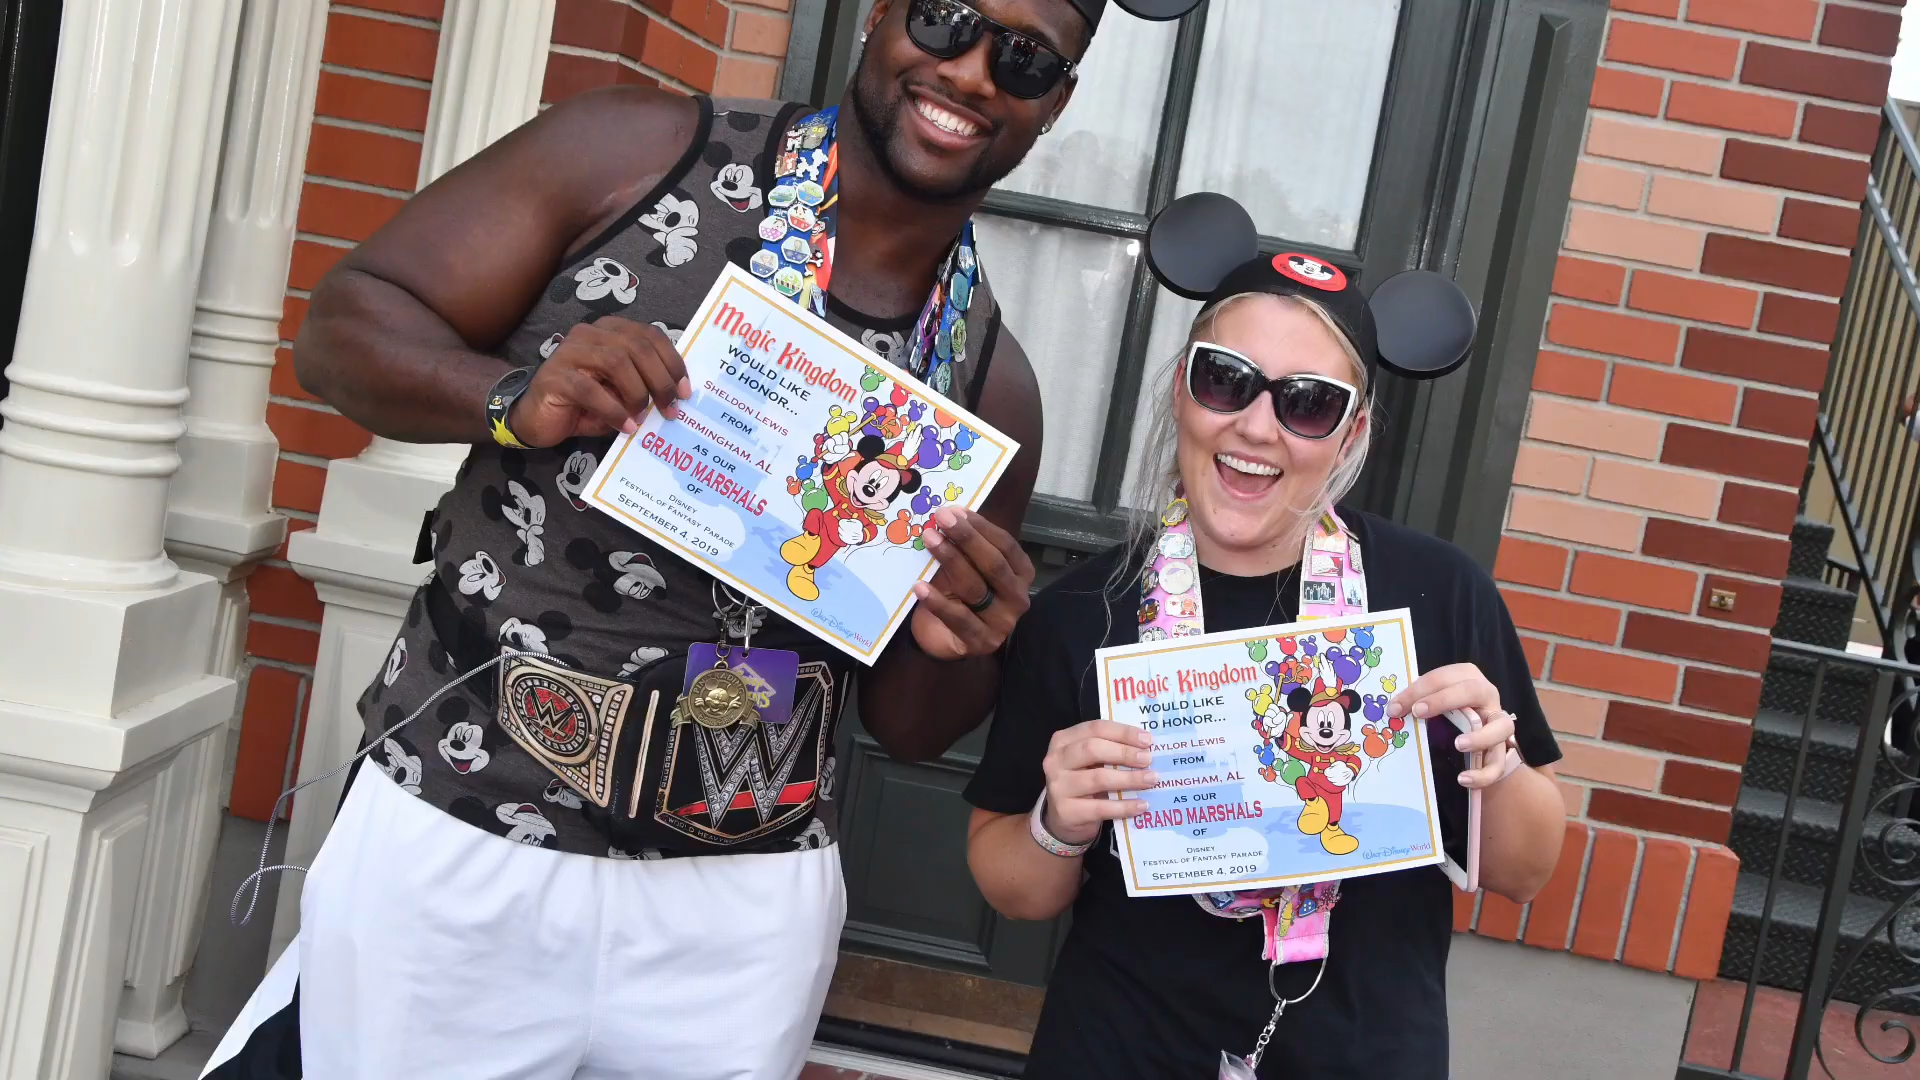 Magic Kingdom
WOULD LIKE
TO HONOR...
SHELDON LEWIS
FROM
BIRMINGHAM, AL
AS OUR
GRAND MARSHALS
OF
DISNEY
FESTIVAL OF FANTASY PARADE
SEPTEMBER 4, 2019
Walt Disney World
W
WORLD HEAVYWEIGHT
Magic Kingdom
WOULD LIKE
TO HONOR...
TAYLOR LEWIS
FROM
BIRMINGHAM, AL
AS OUR
GRAND MARSHALS
OF
DISNEY
FESTIVAL OF FANTASY PARADE
SEPTEMBER 4, 2019
Walt Disney World